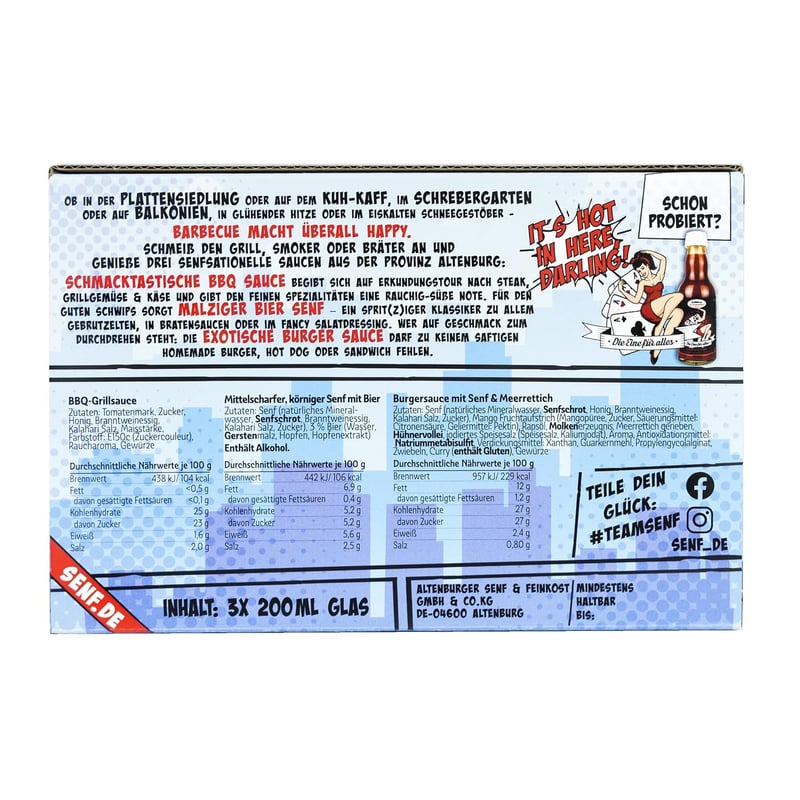 OB IN DER PLATTENSIEDLUNG ODER AUF DEM KUH-KAFF, IM SCHREBERGARTEN
ODER AUF BALKONIEN, IN GLÜHENDER HITZE ODER IM EISKALTEN SCHNEEGESTÖBER -
BARBECUE MACHT ÜBERALL HAPPY.
SCHMEIß DEN GRILL, SMOKER ODER BRÄTER AN UND
GENIEßE DREI SENFSATIONELLE SAUCEN AUS DER PROVINZ ALTENBURG:
SCHMACKTASTISCHE BBQ SAUCE BEGIBT SICH AUF ERKUNDUNGSTOUR NACH STEAK,
GRILLGEMÜSE & KÄSE UND GIBT DEN FEINEN SPEZIALITÄTEN EINE RAUCHIG-SÜßE NOTE. FÜR DEN
GUTEN SCHWIPS SORGT MALZIGER BIER SENF – EIN SPRIT(Z)IGER KLASSIKER ZU ALLEM
GEBRUTZELTEN, IN BRATENSAUCEN ODER IM FANCY SALATDRESSING. WER AUF GESCHMACK ZUM
DURCHDREHEN STEHT: DIE EXOTISCHE BURGER SAUCE DARF ZU KEINEM SAFTIGEN
HOMEMADE BURGER, HOT DOG ODER SANDWICH FEHLEN.
IT'S HOT
IN HERE,
DARLING!
SCHON
PROBIERT?
· Die Eine für alles ·
BBQ-Grillsauce
Zutaten: Tomatenmark, Zucker,
Honig, Branntweinessig,
Kalahari Salz, Maisstärke,
Farbstoff: E150c (Zuckercouleur),
Raucharoma, Gewürze
Durchschnittliche Nährwerte je 100 g
Brennwert 438 kJ/ 104 kcal
Fett <0,5 g
davon gesättigte Fettsäuren <0,1 g
Kohlenhydrate 25 g
davon Zucker 23 g
Eiweiß 1,6 g
Salz 2,0 g
Mittelscharfer, körniger Senf mit Bier
Zutaten: Senf (natürliches Mineral-
wasser, Senfschrot, Branntweinessig,
Kalahari Salz, Zucker), 3 % Bier (Wasser,
Gerstenmalz, Hopfen, Hopfenextrakt)
Enthält Alkohol.
Durchschnittliche Nährwerte je 100 g
Brennwert 442 kJ/ 106 kcal
Fett 6,9 g
davon gesättigte Fettsäuren 0,4 g
Kohlenhydrate 5,2 g
davon Zucker 5,2 g
Eiweiß 5,6 g
Salz 2,5 g
Burgersauce mit Senf & Meerrettich
Zutaten: Senf (natürliches Mineralwasser, Senfschrot, Honig, Branntweinessig,
Kalahari Salz, Zucker), Mango Fruchtaufstrich (Mangopüree, Zucker, Säuerungsmittel:
Citronensäure, Geliermittel: Pektin), Rapsöl, Molkenerzeugnis, Meerrettich gerieben,
Hühnervollei, jodiertes Speisesalz (Speisesalz, Kaliumjodat), Aroma, Antioxidationsmittel:
Natriummetabisulfit, Verdickungsmittel: Xanthan, Guarkernmehl, Propylenglycolalginat,
Zwiebeln, Curry (enthält Gluten), Gewürze
Durchschnittliche Nährwerte je 100 g
Brennwert 957 kJ/ 229 kcal
Fett 12 g
davon gesättigte Fettsäuren 1,2 g
Kohlenhydrate 27 g
davon Zucker 27 g
Eiweiß 2,4 g
Salz 0,80 g
TEILE DEIN
GLÜCK:
#TEAMSENF
SENF_DE
SENF.DE
INHALT: 3X 200ML GLAS
ALTENBURGER SENF & FEINKOST
GMBH & CO.KG
DE-04600 ALTENBURG
MINDESTENS
HALTBAR
BIS: